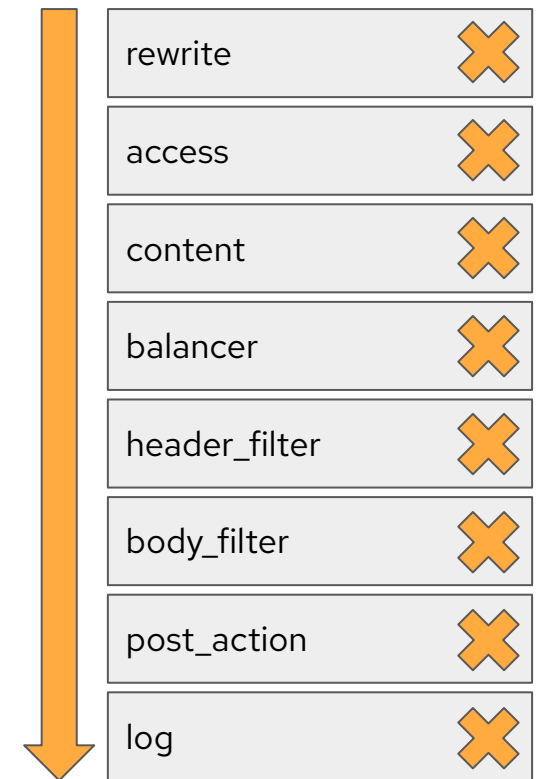 rewrite
access
content
balancer
header_filter
body_filter
post_action
log